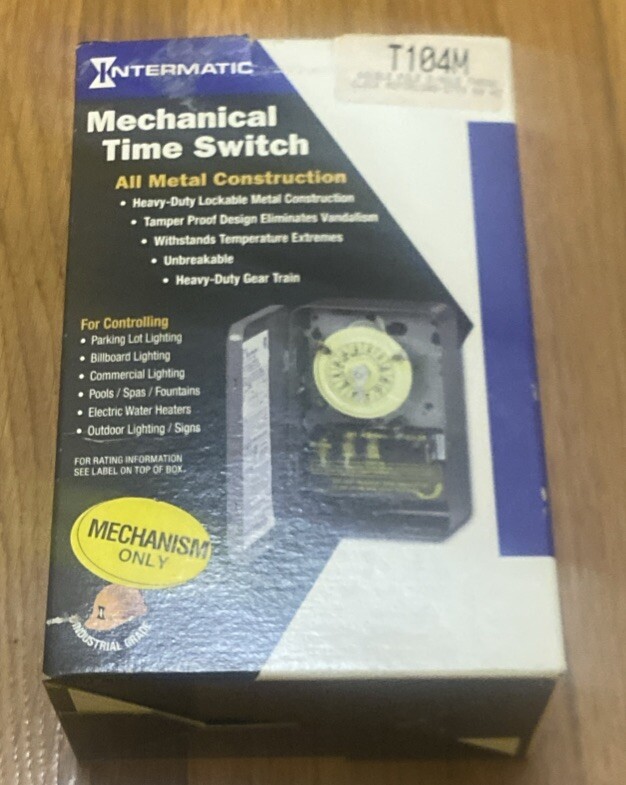 INTERMATIC
T104M
Mechanical
Time Switch
All Metal Construction
• Heavy-Duty Lockable Metal Construction
• Tamper Proof Design Eliminates Vandalism
• Withstands Temperature Extremes
• Unbreakable
• Heavy-Duty Gear Train
For Controlling
• Parking Lot Lighting
• Billboard Lighting
• Commercial Lighting
• Pools / Spas / Fountains
• Electric Water Heaters
• Outdoor Lighting / Signs
FOR RATING INFORMATION
SEE LABEL ON TOP OF BOX.
MECHANISM
ONLY
INDUSTRIAL GRADE